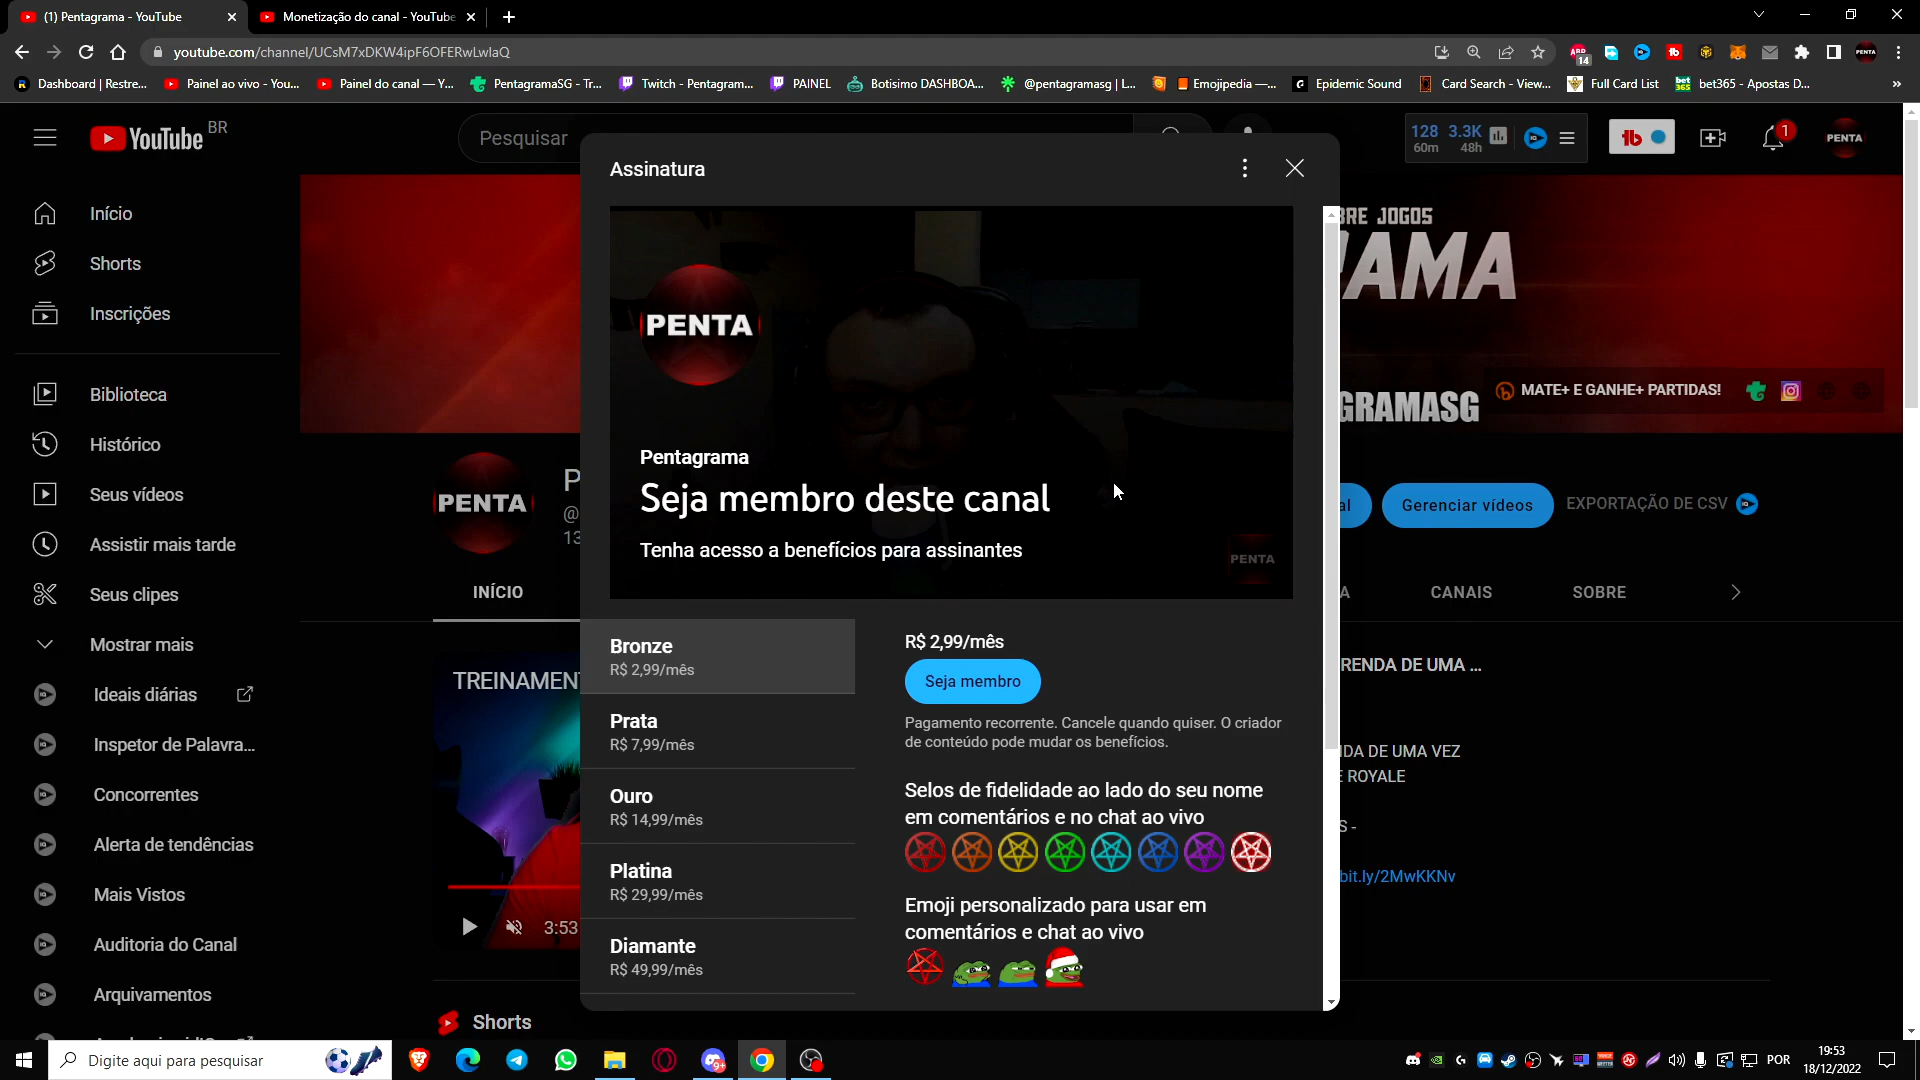 (1) Pentagrama - YouTube
Monetização do canal - YouTube
youtube.com/channel/UCsM7xDKW4ipF6OFERwLwlaQ
14
PENTA
Dashboard | Restre...
Painel ao vivo - You...
Painel do canal — Y...
PentagramaSG - Tr...
Twitch - Pentagram...
PAINEL
Botisimo DASHBOA...
@pentagramasg | L...
Emojipedia —...
Epidemic Sound
Card Search - View...
Full Card List
bet365 - Apostas D...
YouTube BR
Pesquisar
128 3.3K
60m 48h
1
PENTA
Assinatura
Início
Shorts
Inscrições
Biblioteca
Histórico
Seus vídeos
Assistir mais tarde
Seus clipes
Mostrar mais
Ideais diárias
Inspetor de Palavra...
Concorrentes
Alerta de tendências
Mais Vistos
Auditoria do Canal
Arquivamentos
PENTA
Pentagrama
Seja membro deste canal
Tenha acesso a benefícios para assinantes
PENTA
BRE JOGOS
'AMA
GRAMASG
MATE+ E GANHE+ PARTIDAS!
PENTA
P
@
13
al
Gerenciar vídeos
EXPORTAÇÃO DE CSV
INÍCIO
A
CANAIS
SOBRE
TREINAMEN
3:53
Shorts
Bronze
R$ 2,99/mês
Prata
R$ 7,99/mês
Ouro
R$ 14,99/mês
Platina
R$ 29,99/mês
Diamante
R$ 49,99/mês
R$ 2,99/mês
Seja membro
Pagamento recorrente. Cancele quando quiser. O criador
de conteúdo pode mudar os benefícios.
Selos de fidelidade ao lado do seu nome
em comentários e no chat ao vivo
Emoji personalizado para usar em
comentários e chat ao vivo
RENDA DE UMA ...
IDA DE UMA VEZ
E ROYALE
S -
bit.ly/2MwKKNv
Digite aqui para pesquisar
9+
POR
19:53
18/12/2022